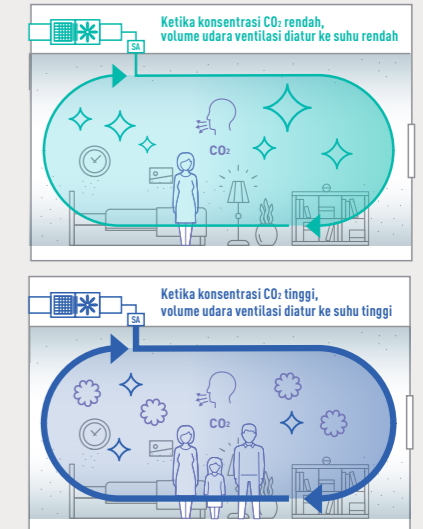 Ketika konsentrasi CO₂ rendah,
volume udara ventilasi diatur ke suhu rendah
SA
CO₂
Ketika konsentrasi CO₂ tinggi,
volume udara ventilasi diatur ke suhu tinggi
SA
CO₂